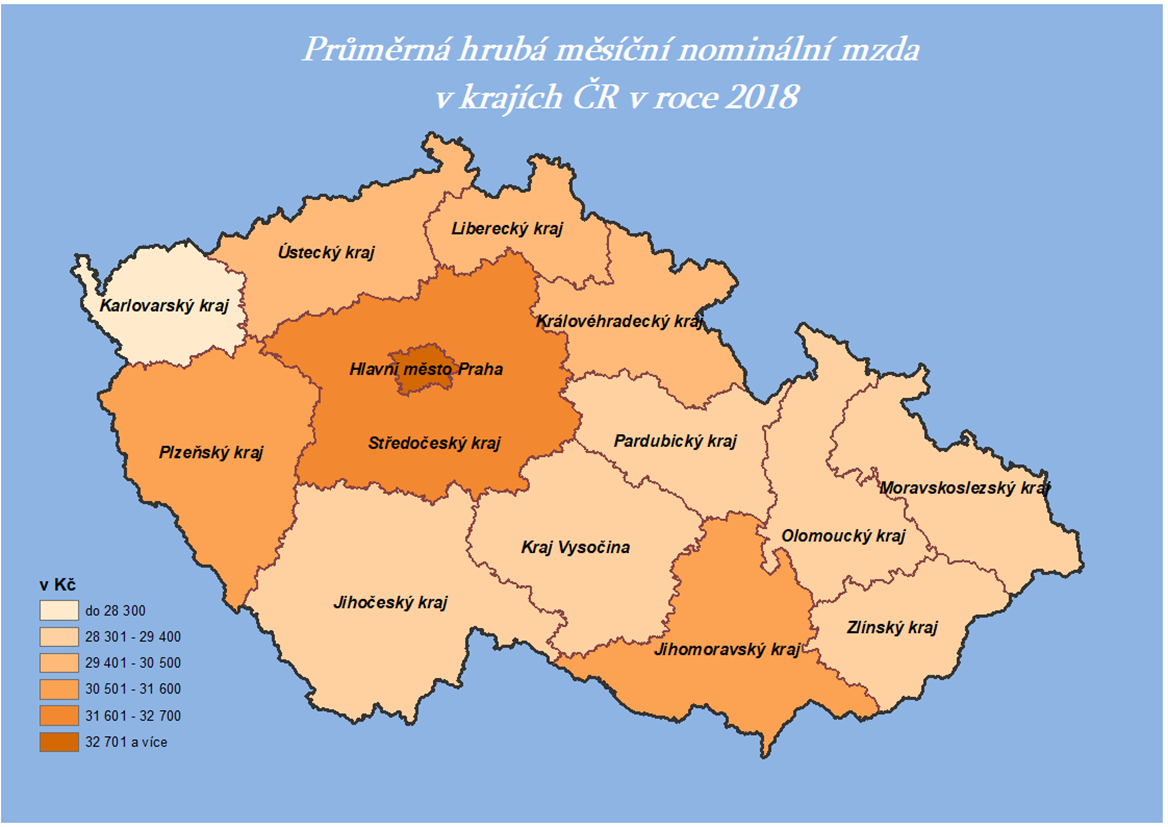 Průměrná hrubá měsíční nominální mzda
v krajích ČR v roce 2018
Liberecký kraj
Ústecký kraj
Karlovarský kraj
Královéhradecký kraj
Hlavní město Praha
Středočeský kraj
Pardubický kraj
Plzeňský kraj
Moravskoslezský kraj
Olomoucký kraj
Kraj Vysočina
Jihočeský kraj
Zlínský kraj
Jihomoravský kraj
v Kč
do 28 300
28 301 - 29 400
29 401 - 30 500
30 501 - 31 600
31 601 - 32 700
32 701 a více